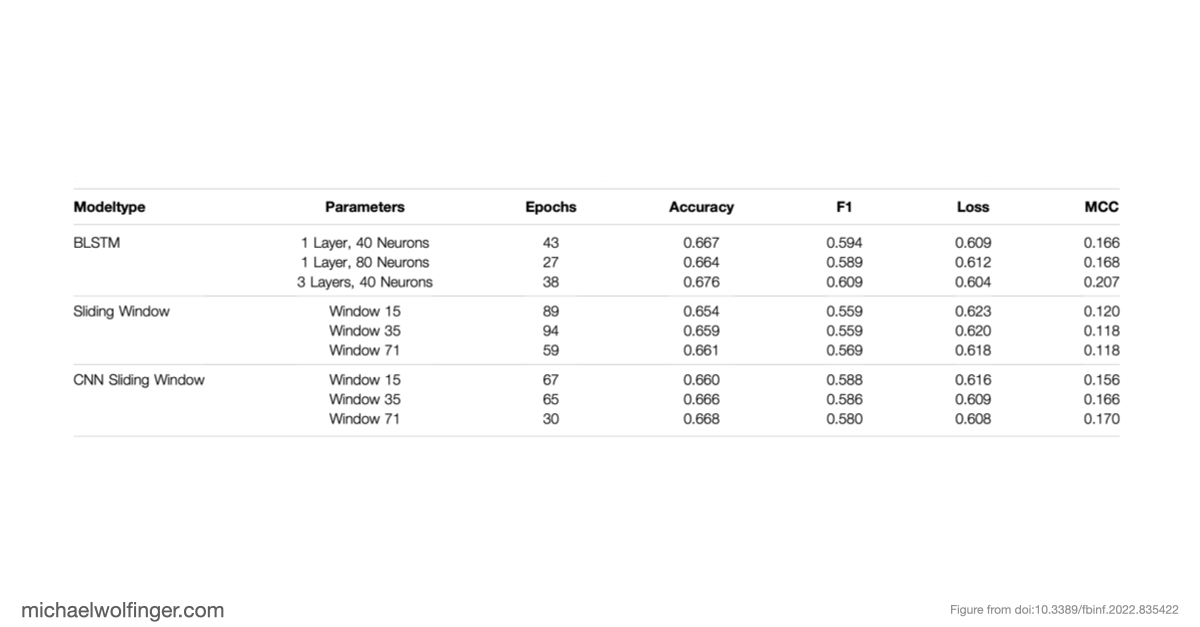 Modeltype Parameters Epochs Accuracy F1 Loss MCC
BLSTM 1 Layer, 40 Neurons 43 0.667 0.594 0.609 0.166
1 Layer, 80 Neurons 27 0.664 0.589 0.612 0.168
3 Layers, 40 Neurons 38 0.676 0.609 0.604 0.207
Sliding Window Window 15 89 0.654 0.559 0.623 0.120
Window 35 94 0.659 0.559 0.620 0.118
Window 71 59 0.661 0.569 0.618 0.118
CNN Sliding Window Window 15 67 0.660 0.588 0.616 0.156
Window 35 65 0.666 0.586 0.609 0.166
Window 71 30 0.668 0.580 0.608 0.170
michaelwolfinger.com
Figure from doi:10.3389/fbinf.2022.835422